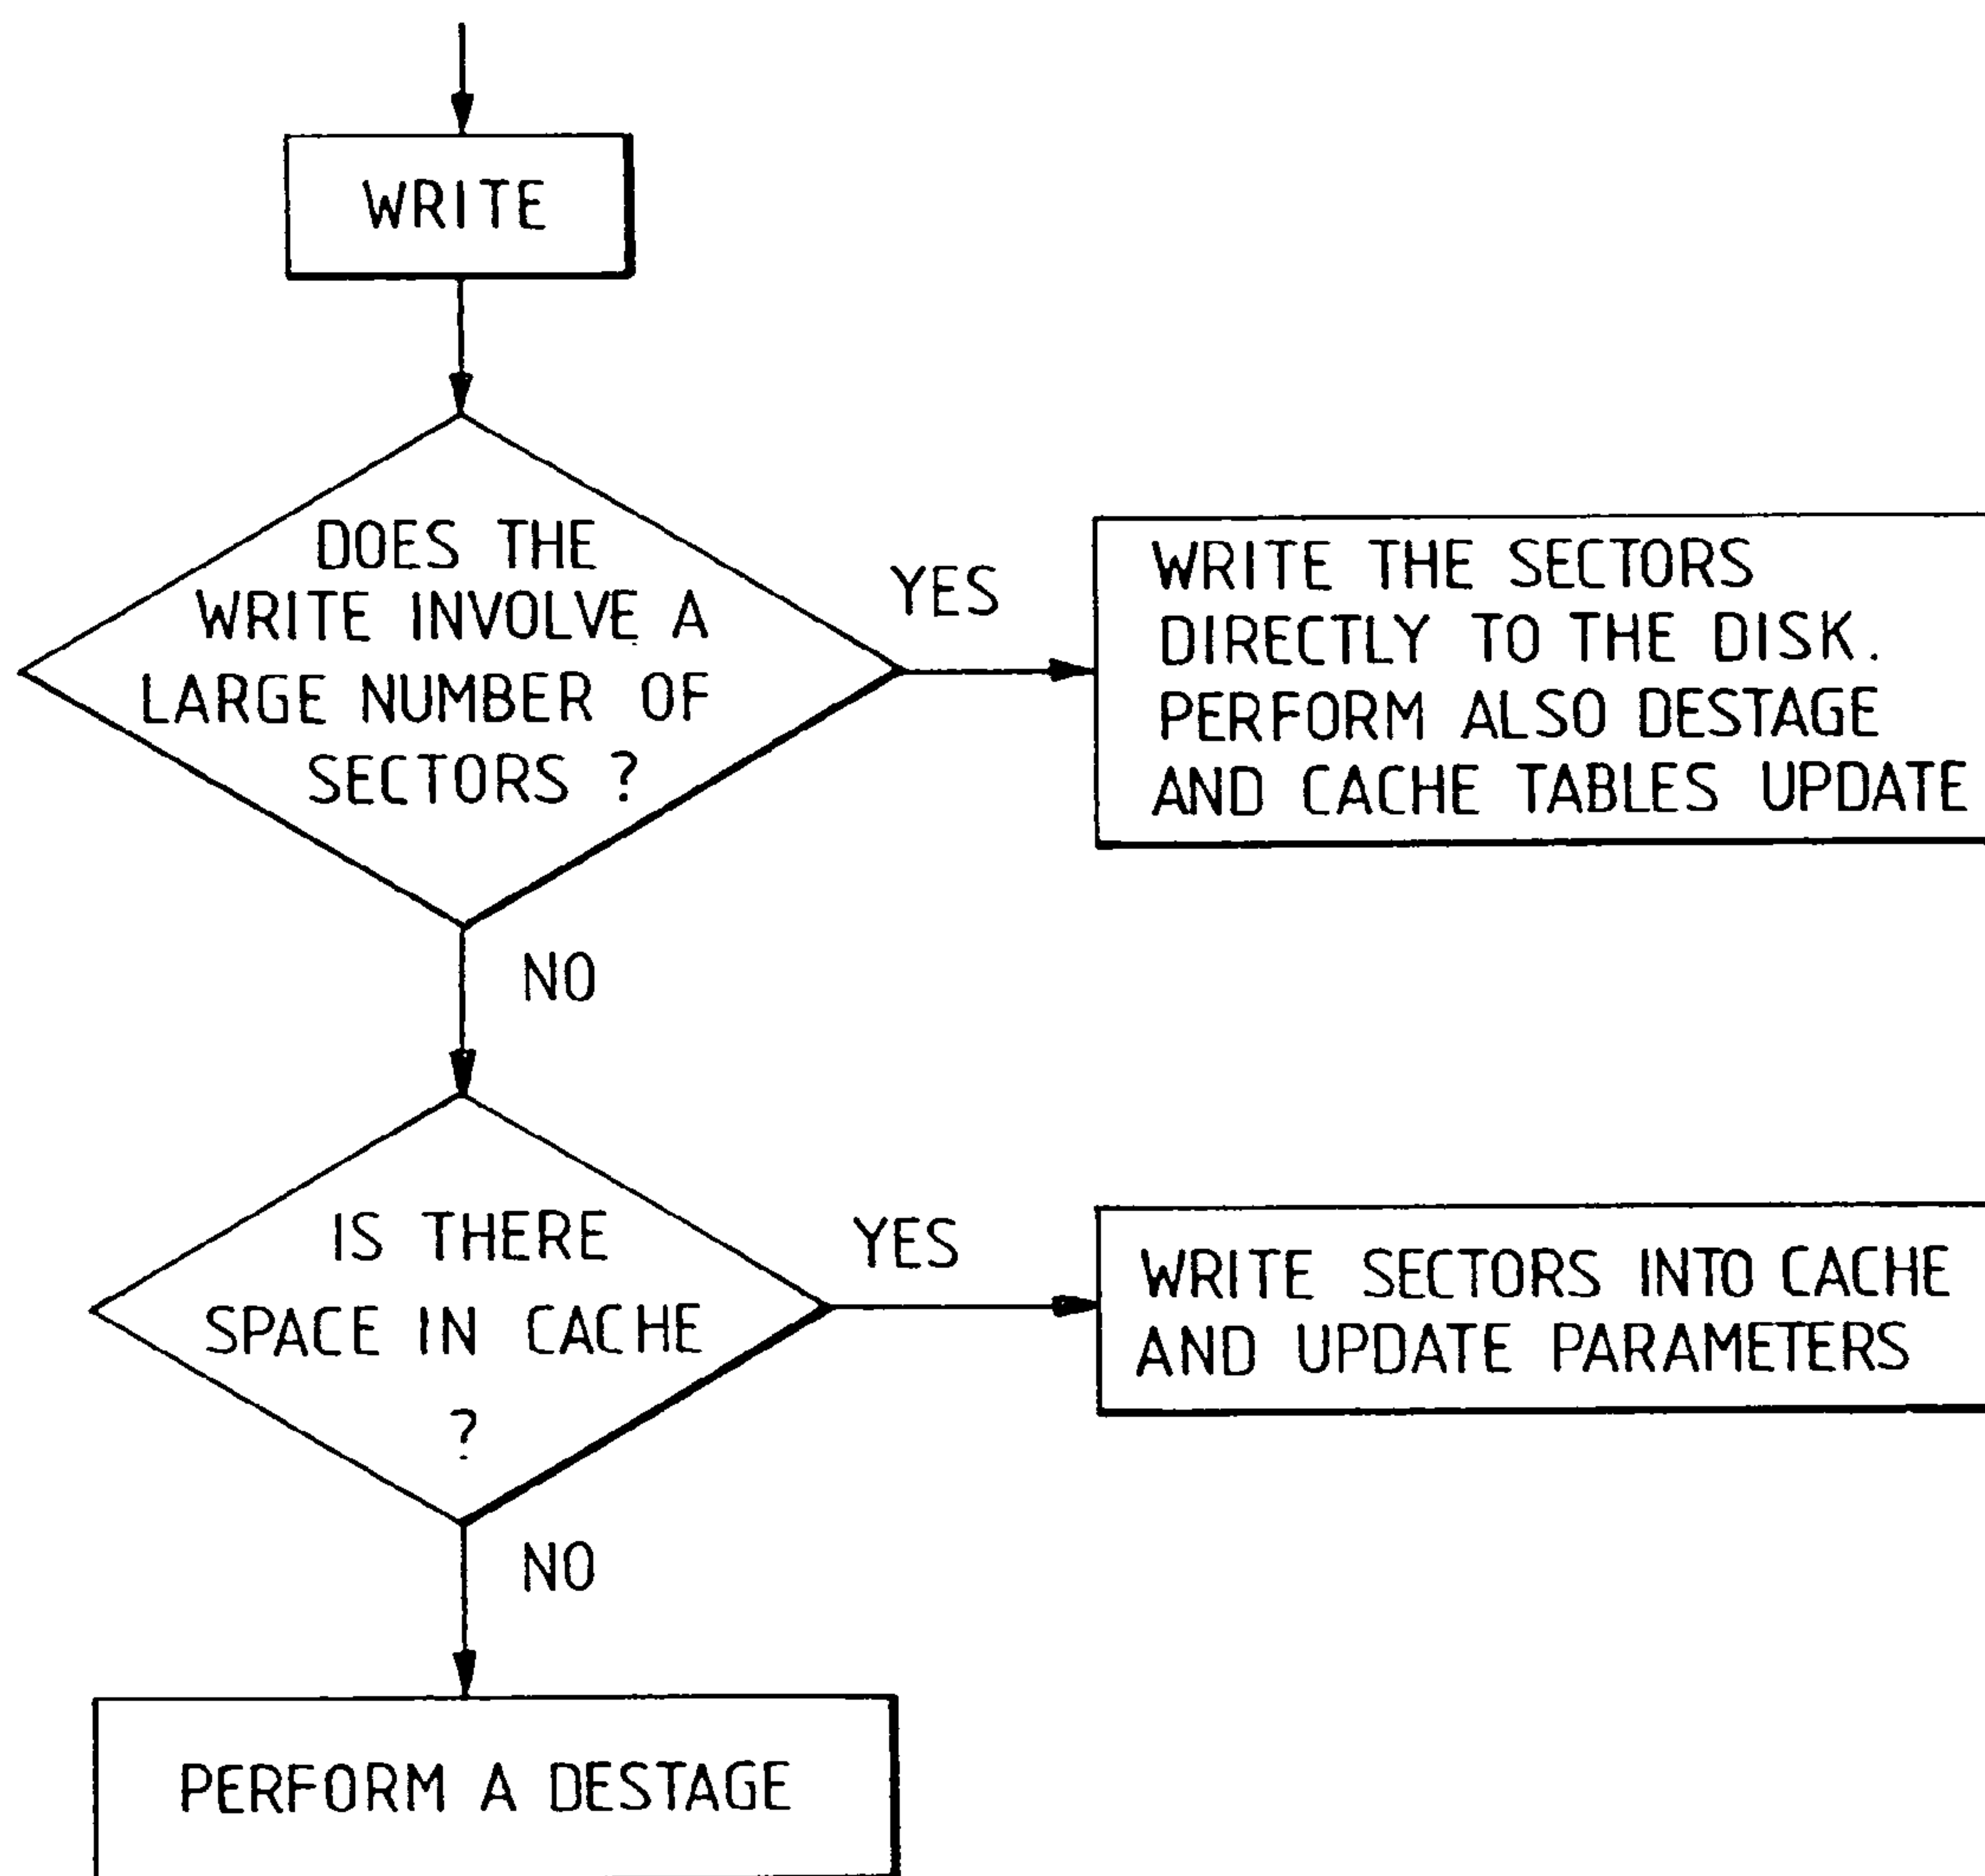 WRITE
DOES THE
WRITE INVOLVE A
LARGE NUMBER OF
SECTORS ?
YES
WRITE THE SECTORS
DIRECTLY TO THE DISK.
PERFORM ALSO DESTAGE
AND CACHE TABLES UPDATE
NO
IS THERE
SPACE IN CACHE
?
YES
WRITE SECTORS INTO CACHE
AND UPDATE PARAMETERS
NO
PERFORM A DESTAGE